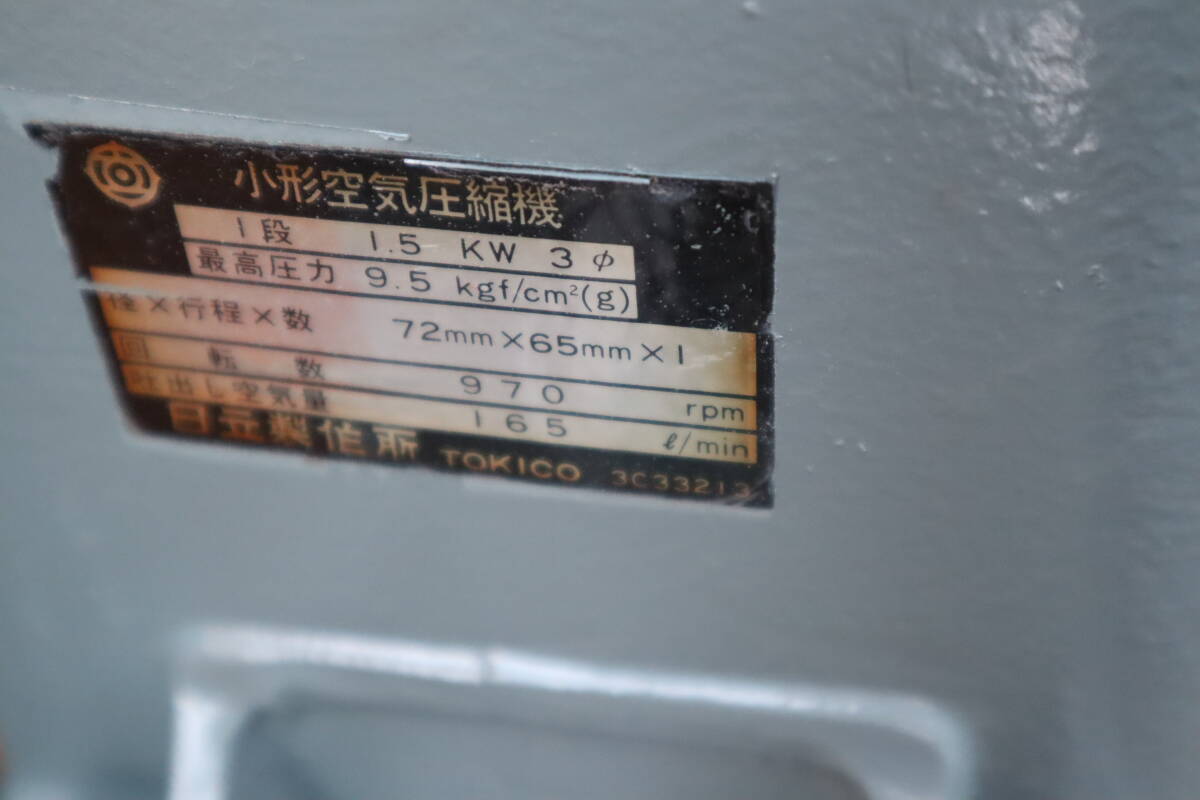 小形空気圧縮機
1段 1.5 KW 3φ
最高圧力 9.5 kgf/cm²(g)
径×行程×数 72mm×65mm×1
回転数 970 rpm
吐出し空気量 165 ℓ/min
日立製作所 TOKICO 3C33213